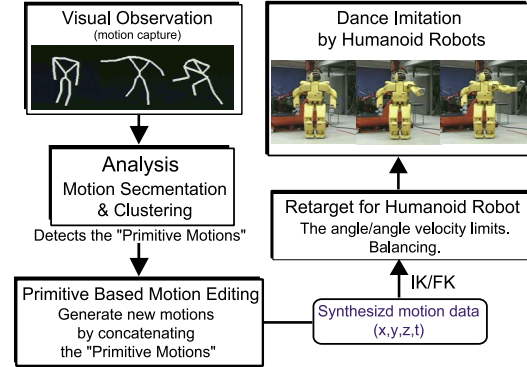 Visual Observation
(motion capture)
Analysis
Motion Secmentation
& Clustering
Detects the "Primitive Motions"
Primitive Based Motion Editing
Generate new motions
by concatenating
the "Primitive Motions"
Synthesizd motion data
(x,y,z,t)
IK/FK
Retarget for Humanoid Robot
The angle/angle velocity limits.
Balancing.
Dance Imitation
by Humanoid Robots